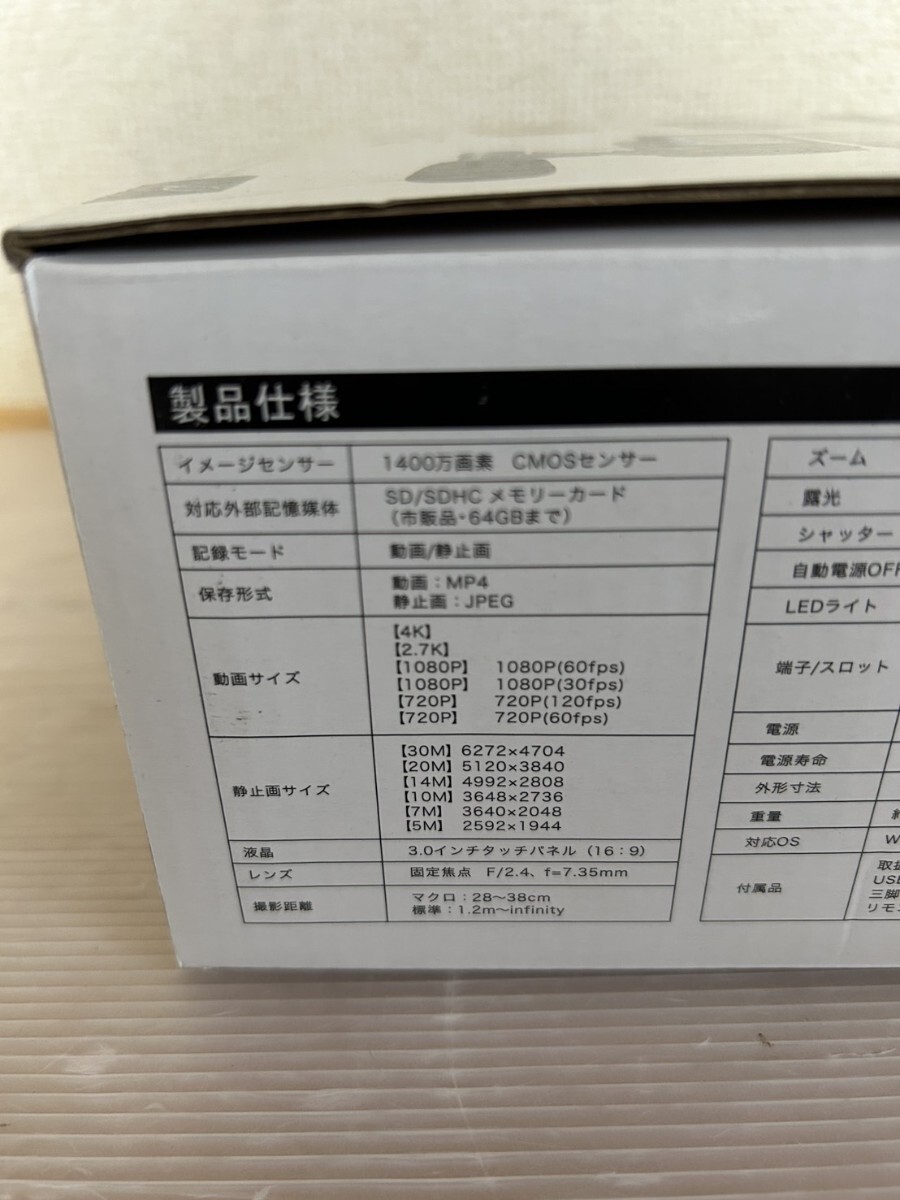 製品仕様
イメージセンサー 1400万画素 CMOSセンサー
対応外部記憶媒体 SD/SDHC メモリーカード
(市販品・64GBまで)
記録モード 動画/静止画
保存形式 動画：MP4
静止画：JPEG
動画サイズ 【4K】
【2.7K】
【1080P】 1080P(60fps)
【1080P】 1080P(30fps)
【720P】 720P(120fps)
【720P】 720P(60fps)
静止画サイズ 【30M】6272×4704
【20M】5120×3840
【14M】4992×2808
【10M】3648×2736
【7M】 3640×2048
【5M】 2592×1944
液晶 3.0インチタッチパネル（16：9）
レンズ 固定焦点 F/2.4、f=7.35mm
撮影距離 マクロ：28～38cm
標準：1.2m～infinity
ズーム
露光
シャッター
自動電源OFF
LEDライト
端子/スロット
電源
電源寿命
外形寸法
重量
対応OS W
付属品 取扱
USB
三脚
リモ